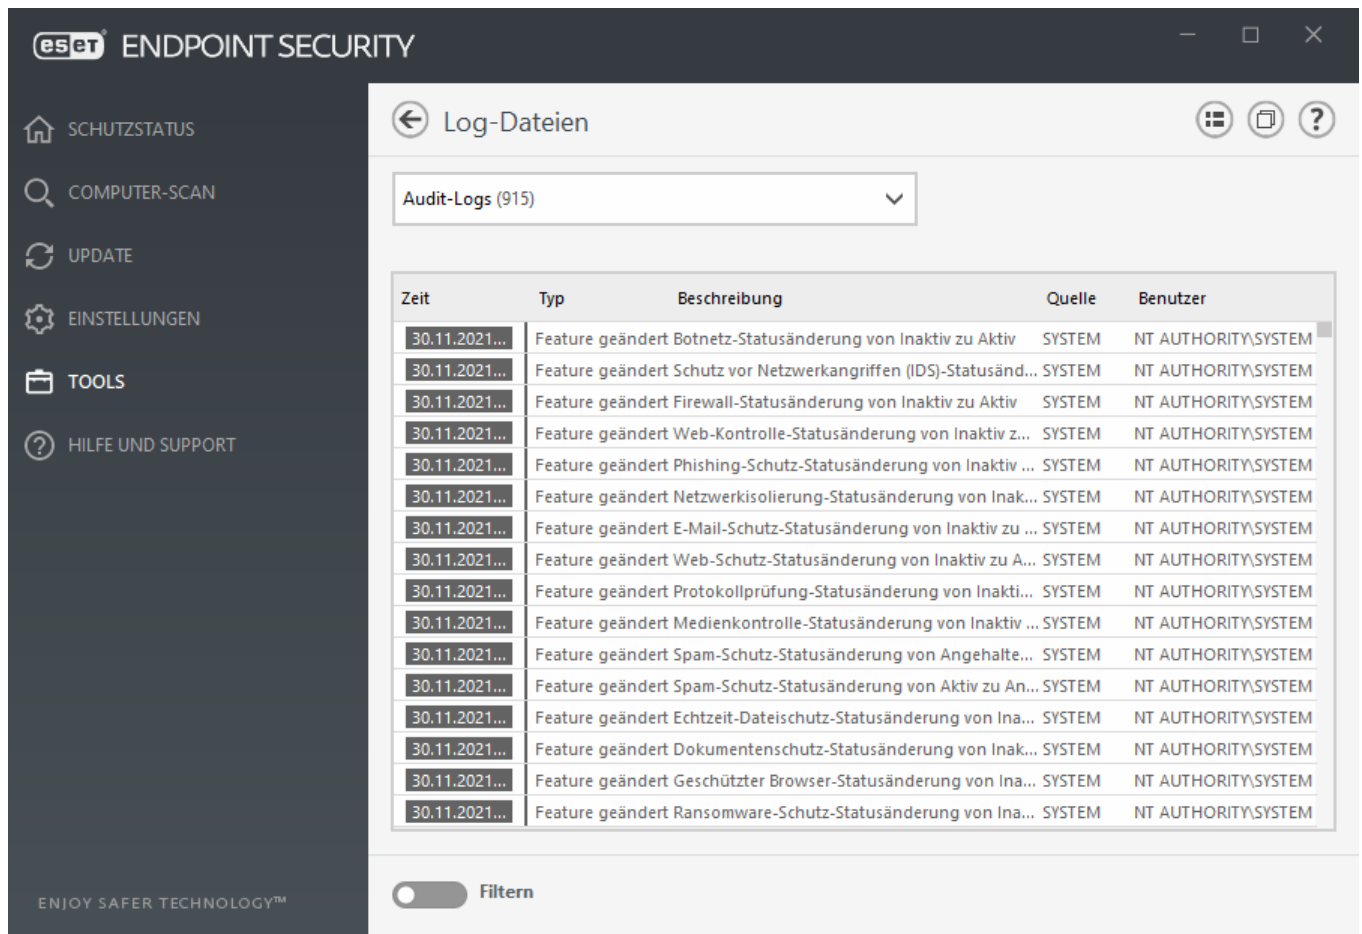 eset ENDPOINT SECURITY
SCHUTZSTATUS
COMPUTER-SCAN
UPDATE
EINSTELLUNGEN
TOOLS
HILFE UND SUPPORT
ENJOY SAFER TECHNOLOGY™
Log-Dateien
?
Audit-Logs (915)
Zeit Typ Beschreibung Quelle Benutzer
30.11.2021... Feature geändert Botnetz-Statusänderung von Inaktiv zu Aktiv SYSTEM NT AUTHORITY\SYSTEM
30.11.2021... Feature geändert Schutz vor Netzwerkangriffen (IDS)-Statusänd... SYSTEM NT AUTHORITY\SYSTEM
30.11.2021... Feature geändert Firewall-Statusänderung von Inaktiv zu Aktiv SYSTEM NT AUTHORITY\SYSTEM
30.11.2021... Feature geändert Web-Kontrolle-Statusänderung von Inaktiv z... SYSTEM NT AUTHORITY\SYSTEM
30.11.2021... Feature geändert Phishing-Schutz-Statusänderung von Inaktiv ... SYSTEM NT AUTHORITY\SYSTEM
30.11.2021... Feature geändert Netzwerkisolierung-Statusänderung von Inak... SYSTEM NT AUTHORITY\SYSTEM
30.11.2021... Feature geändert E-Mail-Schutz-Statusänderung von Inaktiv zu ... SYSTEM NT AUTHORITY\SYSTEM
30.11.2021... Feature geändert Web-Schutz-Statusänderung von Inaktiv zu A... SYSTEM NT AUTHORITY\SYSTEM
30.11.2021... Feature geändert Protokollprüfung-Statusänderung von Inakti... SYSTEM NT AUTHORITY\SYSTEM
30.11.2021... Feature geändert Medienkontrolle-Statusänderung von Inaktiv ... SYSTEM NT AUTHORITY\SYSTEM
30.11.2021... Feature geändert Spam-Schutz-Statusänderung von Angehalte... SYSTEM NT AUTHORITY\SYSTEM
30.11.2021... Feature geändert Spam-Schutz-Statusänderung von Aktiv zu An... SYSTEM NT AUTHORITY\SYSTEM
30.11.2021... Feature geändert Echtzeit-Dateischutz-Statusänderung von Ina... SYSTEM NT AUTHORITY\SYSTEM
30.11.2021... Feature geändert Dokumentenschutz-Statusänderung von Inak... SYSTEM NT AUTHORITY\SYSTEM
30.11.2021... Feature geändert Geschützter Browser-Statusänderung von Ina... SYSTEM NT AUTHORITY\SYSTEM
30.11.2021... Feature geändert Ransomware-Schutz-Statusänderung von Ina... SYSTEM NT AUTHORITY\SYSTEM
Filtern